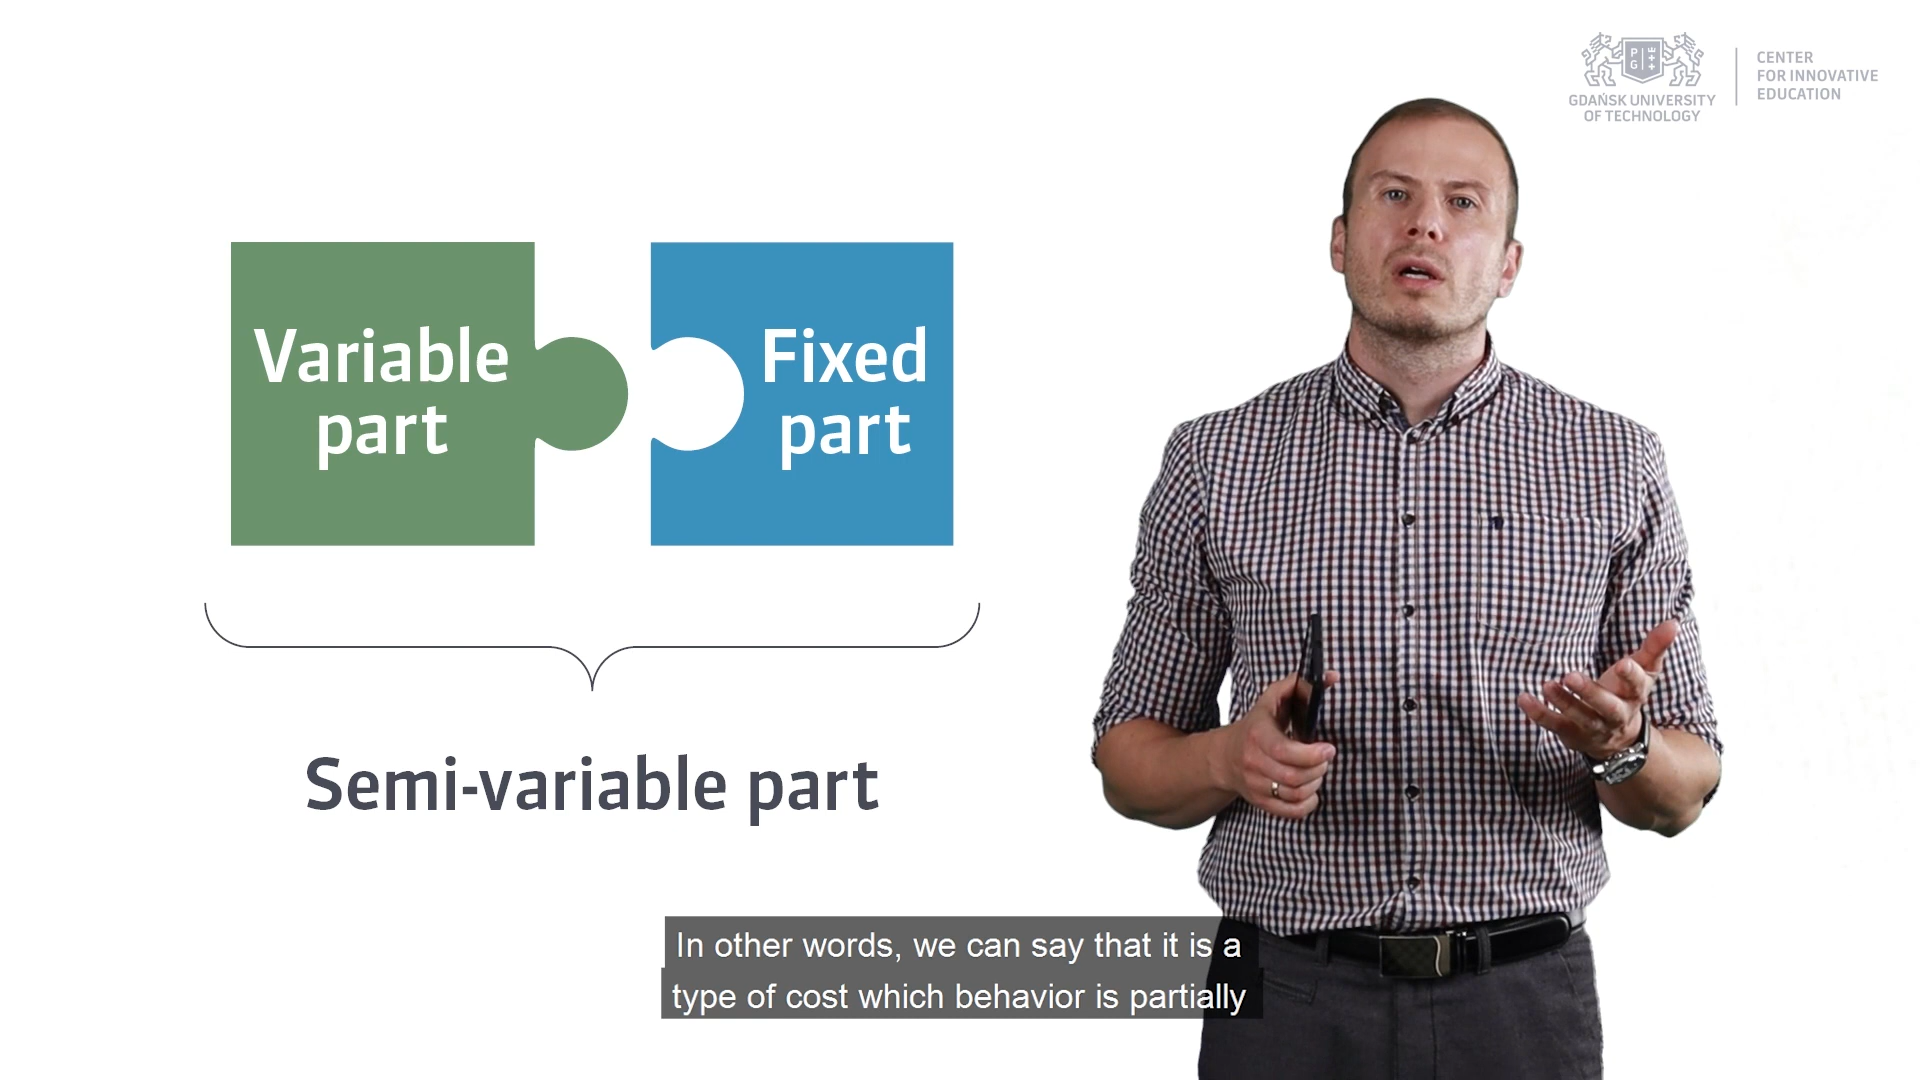 GDAŃSK UNIVERSITY
OF TECHNOLOGY
CENTER
FOR INNOVATIVE
EDUCATION
P
G
Variable
part
Fixed
part
Semi-variable part
In other words, we can say that it is a
type of cost which behavior is partially